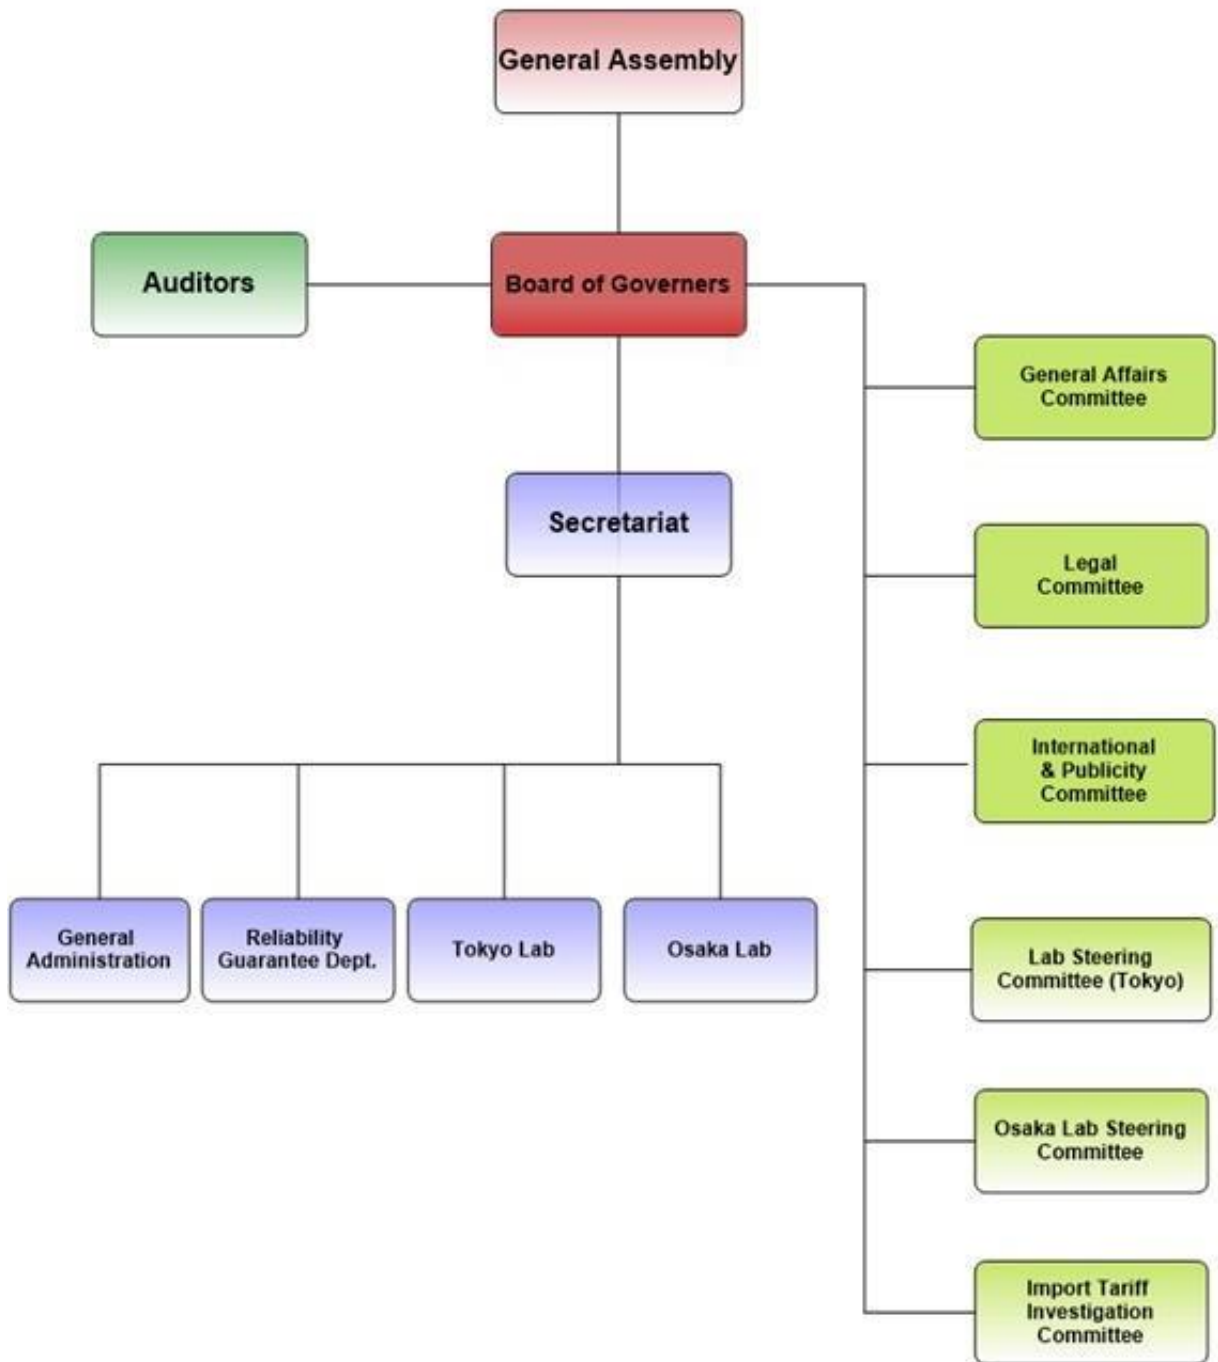 General Assembly
Auditors
Board of Governers
General Affairs
Committee
Secretariat
Legal
Committee
International
& Publicity
Committee
General
Administration
Reliability
Guarantee Dept.
Tokyo Lab
Osaka Lab
Lab Steering
Committee (Tokyo)
Osaka Lab Steering
Committee
Import Tariff
Investigation
Committee